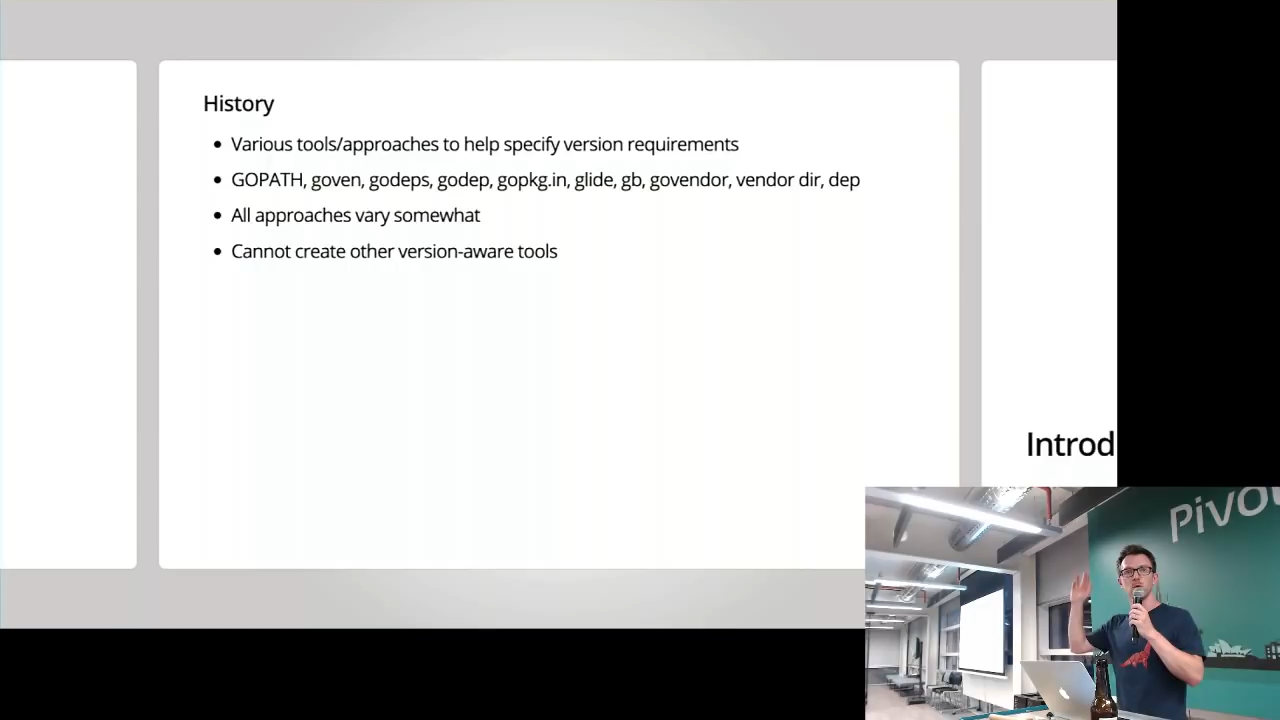 History
Various tools/approaches to help specify version requirements
GOPATH, goven, godeps, godep, gopkg.in, glide, gb, govendor, vendor dir, dep
All approaches vary somewhat
Cannot create other version-aware tools
Introd
Pivo